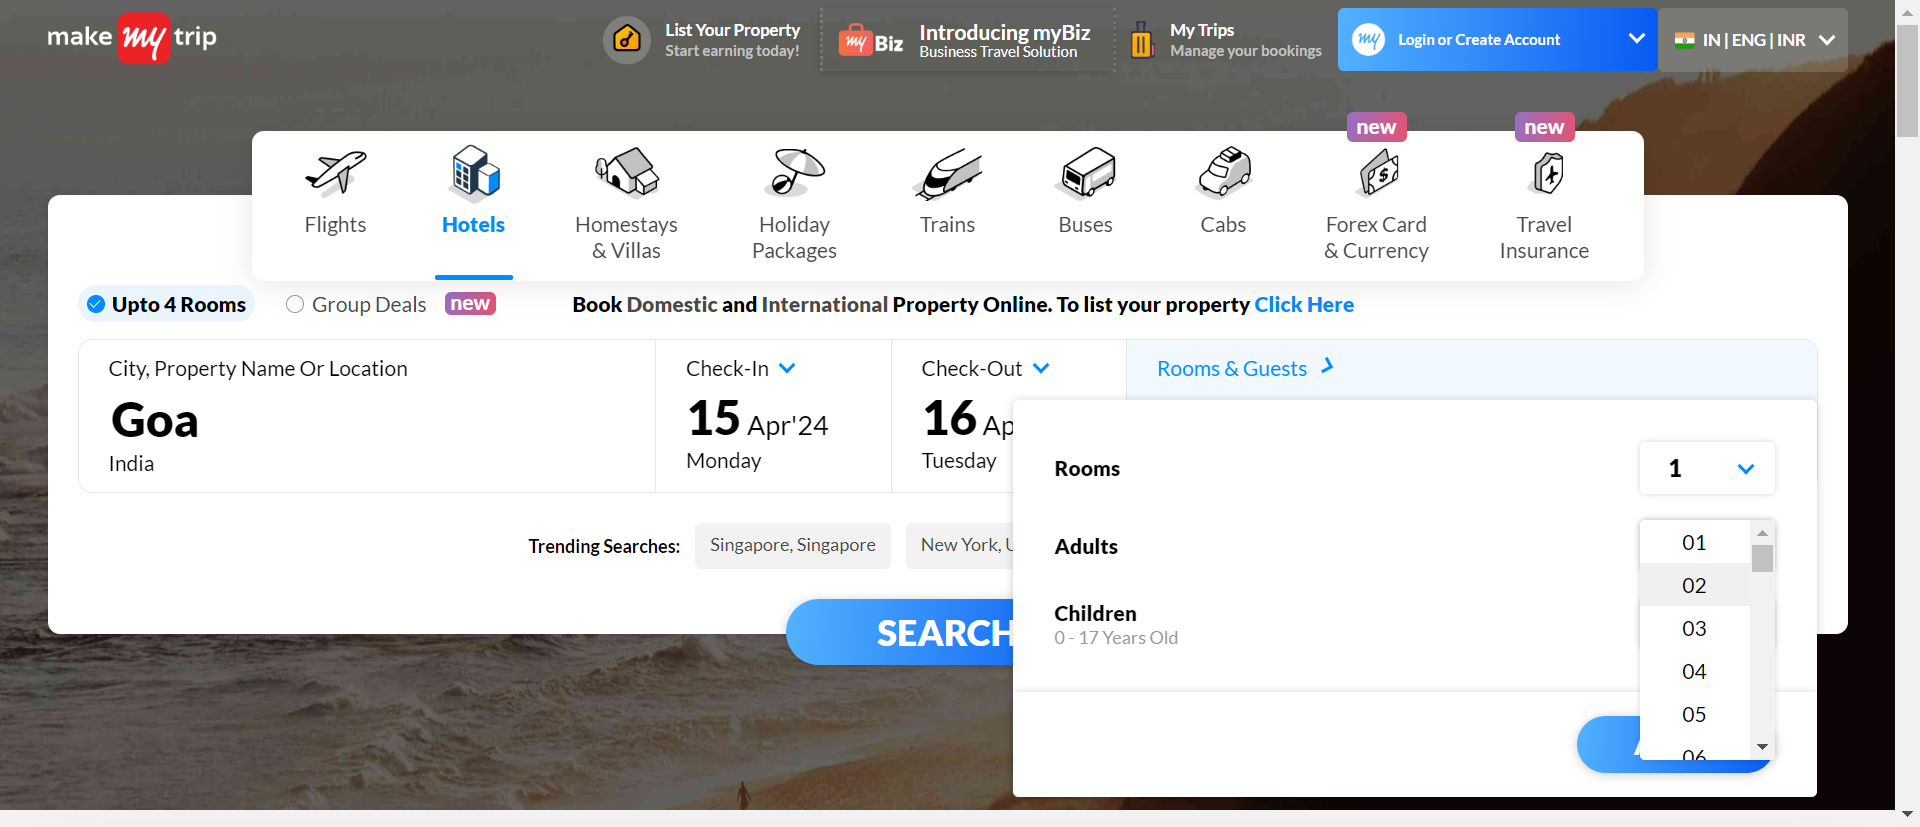 make my trip
List Your Property
Start earning today!
my Biz
Introducing myBiz
Business Travel Solution
My Trips
Manage your bookings
my
Login or Create Account
IN | ENG | INR
new
new
Flights
Hotels
Homestays
& Villas
Holiday
Packages
Trains
Buses
Cabs
Forex Card
& Currency
Travel
Insurance
Upto 4 Rooms
Group Deals
new
Book Domestic and International Property Online. To list your property Click Here
City, Property Name Or Location
Goa
India
Check-In
15 Apr'24
Monday
Check-Out
16 Ap
Tuesday
Rooms & Guests
Rooms
1
Adults
01
02
03
04
05
06
Children
0 - 17 Years Old
Trending Searches:
Singapore, Singapore
New York,
SEARCH